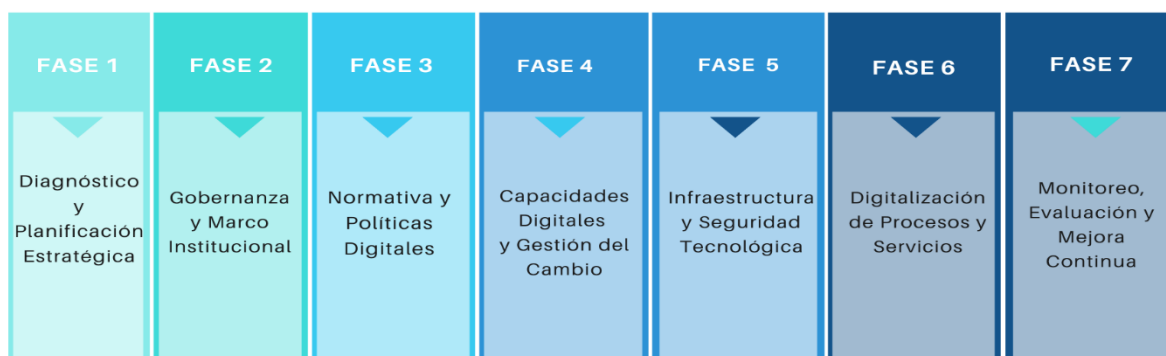 FASE 1
Diagnóstico
y
Planificación
Estratégica
FASE 2
Gobernanza
y Marco
Institucional
FASE 3
Normativa y
Políticas
Digitales
FASE 4
Capacidades
Digitales
y Gestión del
Cambio
FASE 5
Infraestructura
y Seguridad
Tecnológica
FASE 6
Digitalización
de Procesos y
Servicios
FASE 7
Monitoreo,
Evaluación y
Mejora
Continua